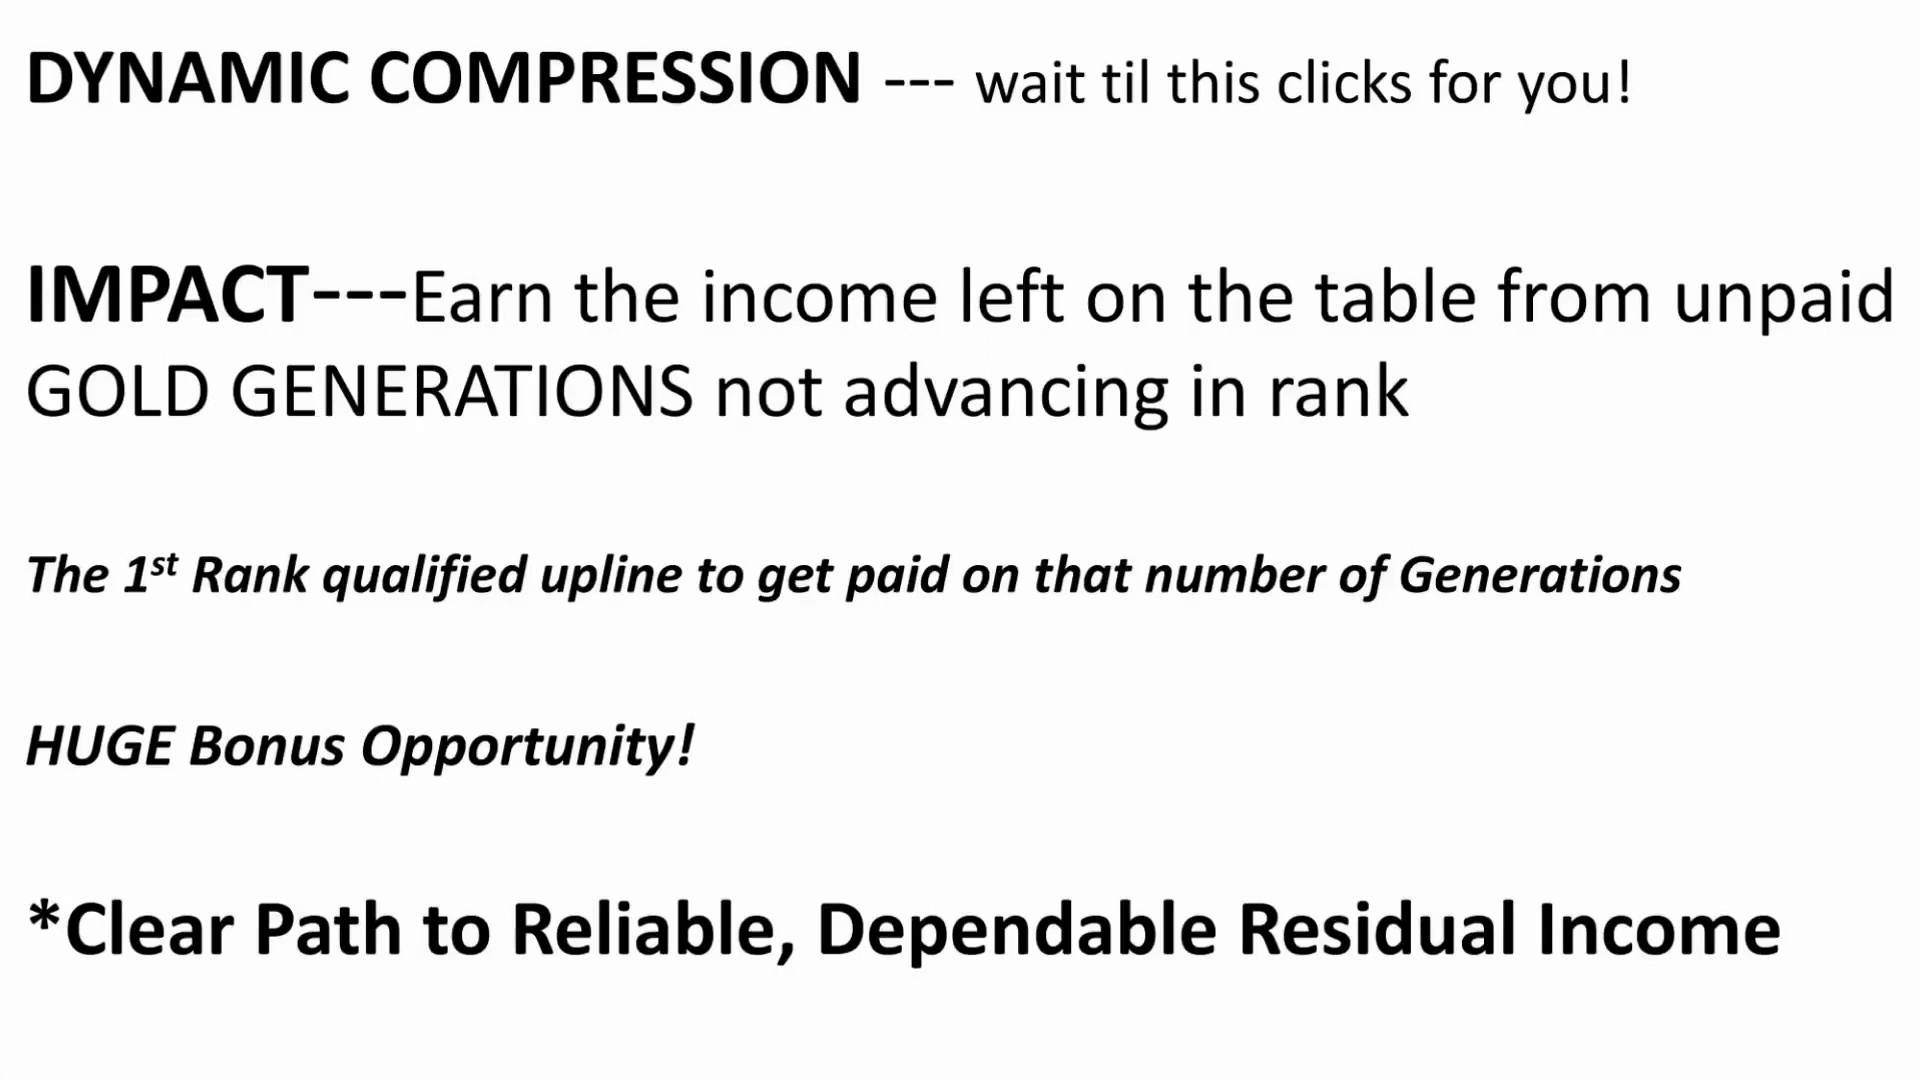 DYNAMIC COMPRESSION --- wait til this clicks for you!
IMPACT---Earn the income left on the table from unpaid
GOLD GENERATIONS not advancing in rank
The 1st Rank qualified upline to get paid on that number of Generations
HUGE Bonus Opportunity!
*Clear Path to Reliable, Dependable Residual Income